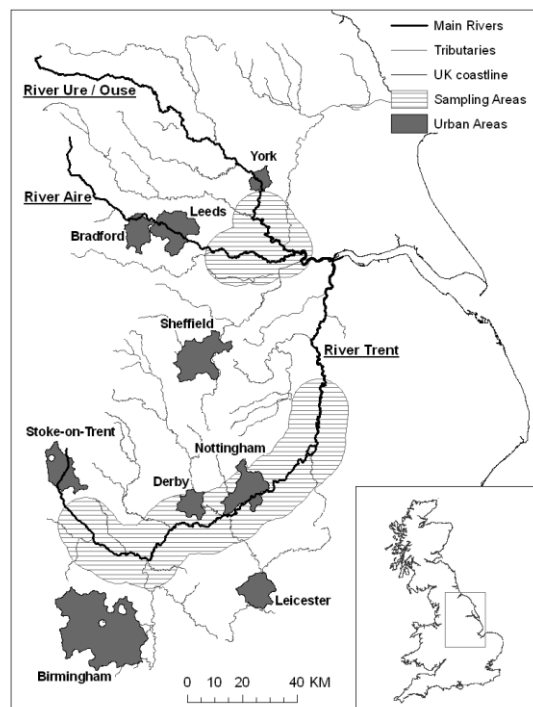 Main Rivers
Tributaries
UK coastline
Sampling Areas
Urban Areas
River Ure / Ouse
York
River Aire
Leeds
Bradford
Sheffield
River Trent
Stoke-on-Trent
Nottingham
Derby
Leicester
Birmingham
0 10 20 40 KM